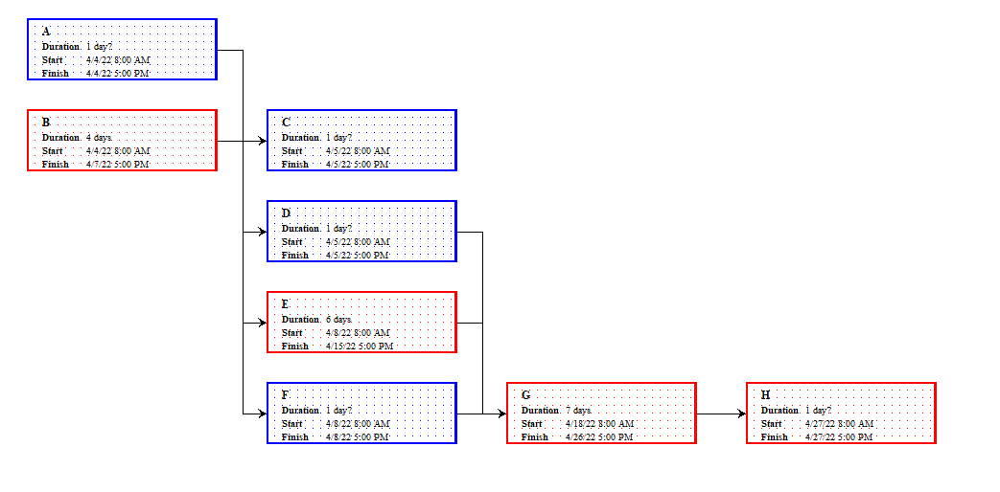 A
Duration 1 day?
Start 4/4/22 8:00 AM
Finish 4/4/22 5:00 PM
B
Duration 4 days
Start 4/4/22 8:00 AM
Finish 4/7/22 5:00 PM
C
Duration 1 day?
Start 4/5/22 8:00 AM
Finish 4/5/22 5:00 PM
D
Duration 1 day?
Start 4/5/22 8:00 AM
Finish 4/5/22 5:00 PM
E
Duration 6 days
Start 4/8/22 8:00 AM
Finish 4/15/22 5:00 PM
F
Duration 1 day?
Start 4/8/22 8:00 AM
Finish 4/8/22 5:00 PM
G
Duration 7 days
Start 4/18/22 8:00 AM
Finish 4/26/22 5:00 PM
H
Duration 1 day?
Start 4/27/22 8:00 AM
Finish 4/27/22 5:00 PM